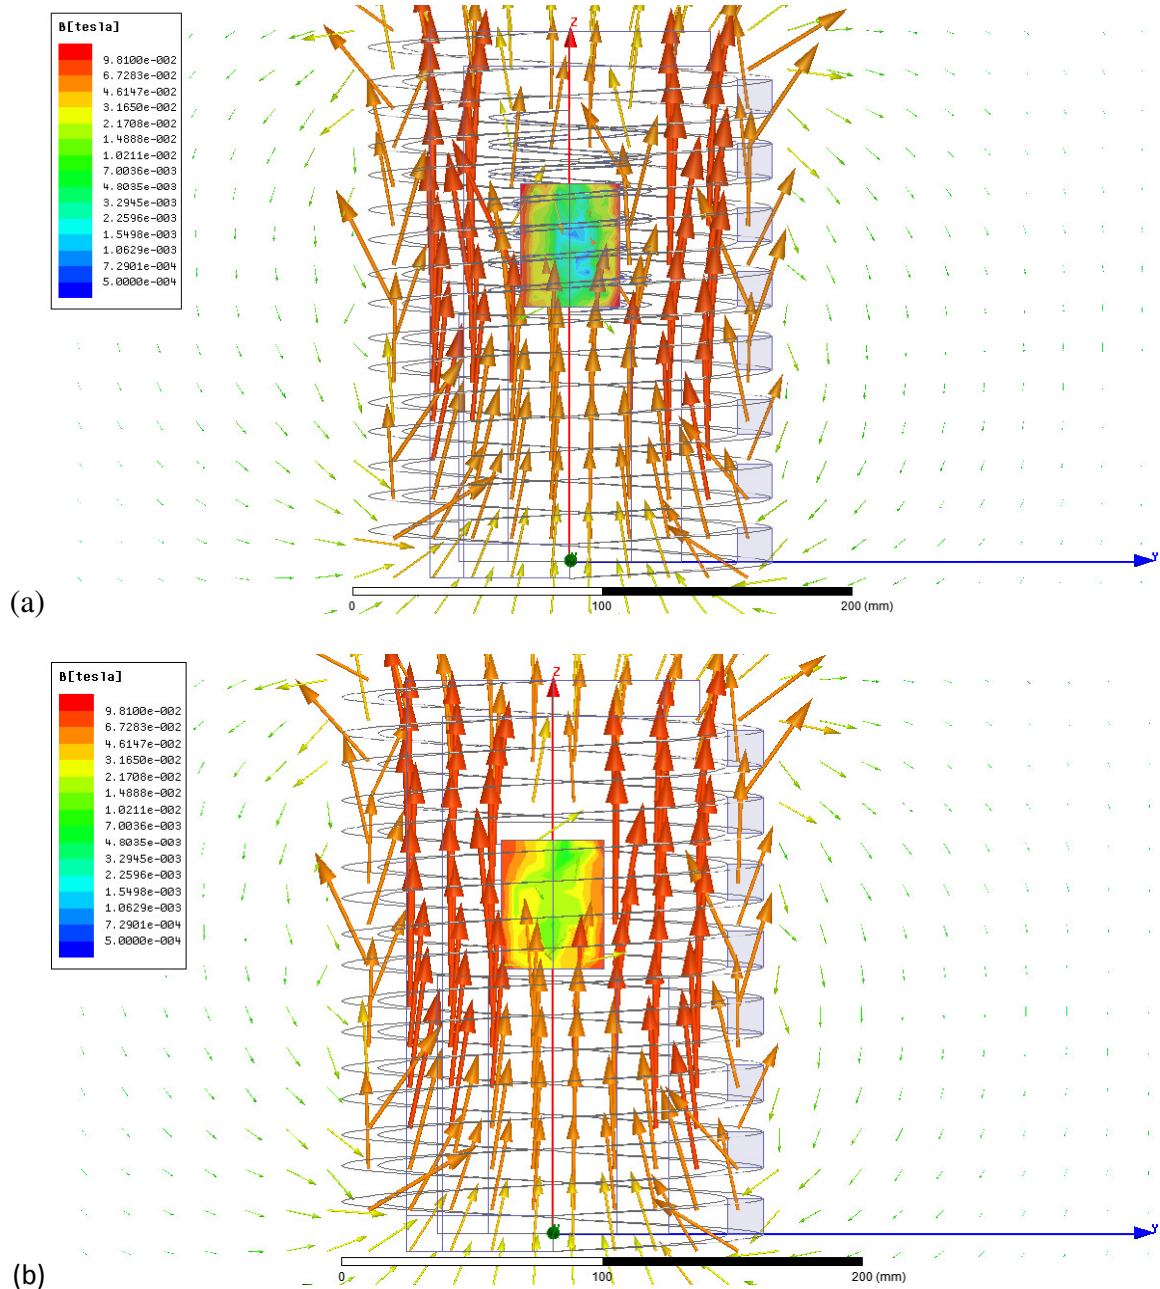 B[tesla]
9.8100e-002
6.7283e-002
4.6147e-002
3.1650e-002
2.1708e-002
1.4888e-002
1.0211e-002
7.0036e-003
4.8035e-003
3.2945e-003
2.2596e-003
1.5498e-003
1.0629e-003
7.2901e-004
5.0000e-004
Z
Y
0 100 200 (mm)
(a)
B[tesla]
9.8100e-002
6.7283e-002
4.6147e-002
3.1650e-002
2.1708e-002
1.4888e-002
1.0211e-002
7.0036e-003
4.8035e-003
3.2945e-003
2.2596e-003
1.5498e-003
1.0629e-003
7.2901e-004
5.0000e-004
Z
Y
0 100 200 (mm)
(b)